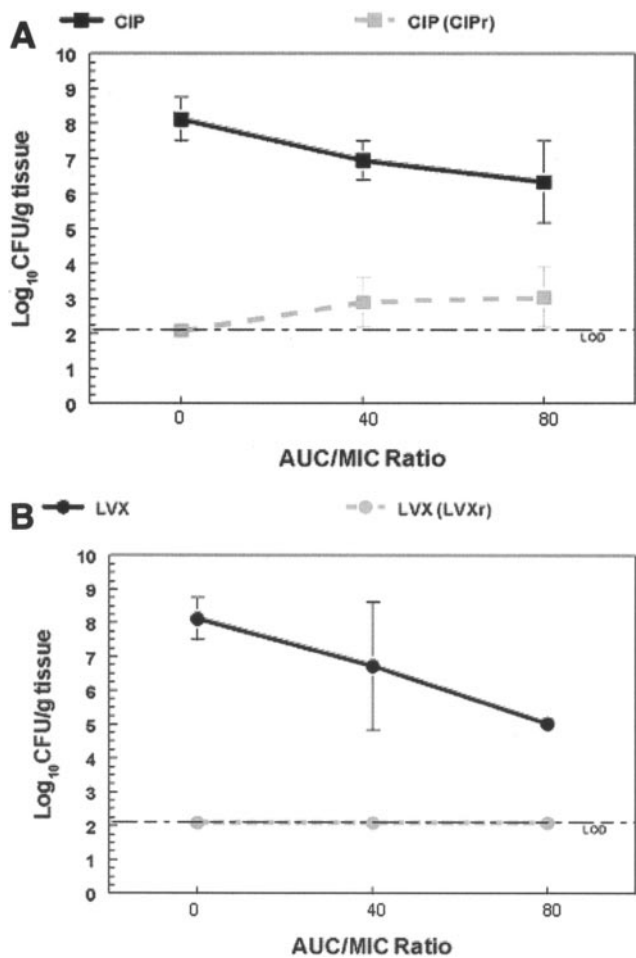 A
CIP CIP (CIPr)
10
9
8
7
6
5
4
3
2
1
0
Log10CFU/g tissue
LOD
0 40 80
AUC/MIC Ratio
B
LVX LVX (LVXr)
10
9
8
7
6
5
4
3
2
1
0
Log10CFU/g tissue
LOD
0 40 80
AUC/MIC Ratio